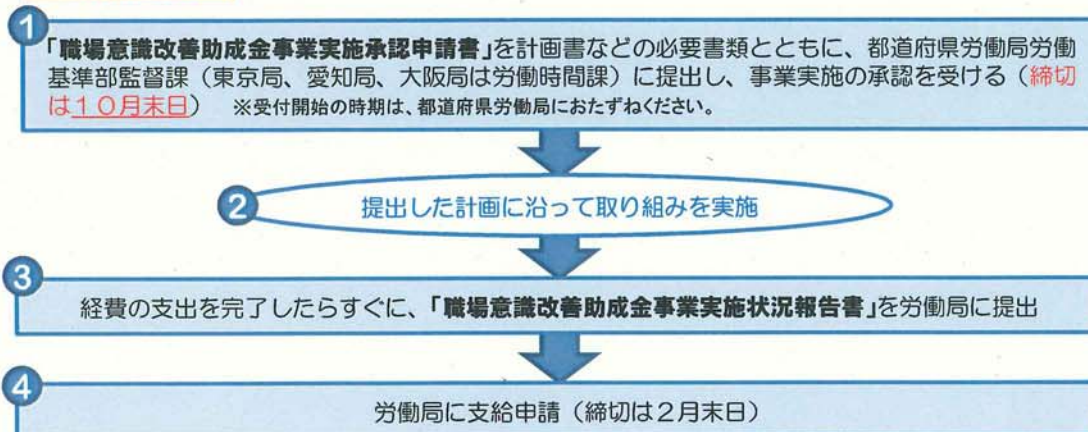 1
「職場意識改善助成金事業実施承認申請書」を計画書などの必要書類とともに、都道府県労働局労働
基準部監督課（東京局、愛知局、大阪局は労働時間課）に提出し、事業実施の承認を受ける（締切
は１０月末日）　※受付開始の時期は、都道府県労働局におたずねください。
2
提出した計画に沿って取り組みを実施
3
経費の支出を完了したらすぐに、「職場意識改善助成金事業実施状況報告書」を労働局に提出
4
労働局に支給申請（締切は２月末日）